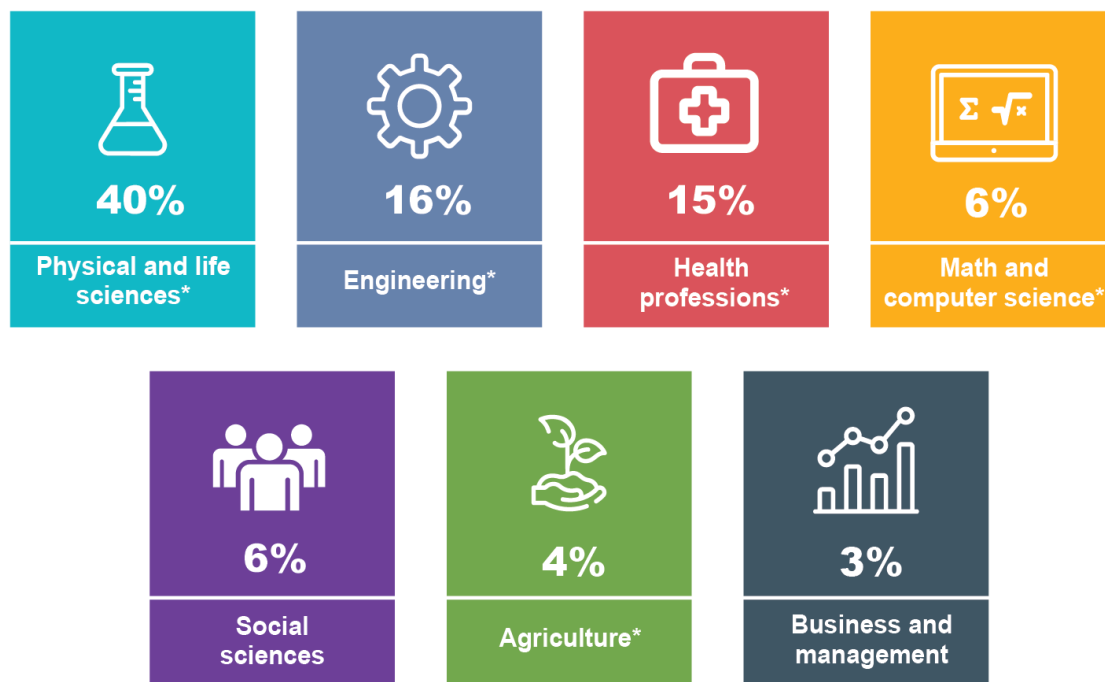 Σ √x
40%
Physical and life
sciences*
16%
Engineering*
15%
Health
professions*
6%
Math and
computer science*
6%
Social
sciences
4%
Agriculture*
3%
Business and
management